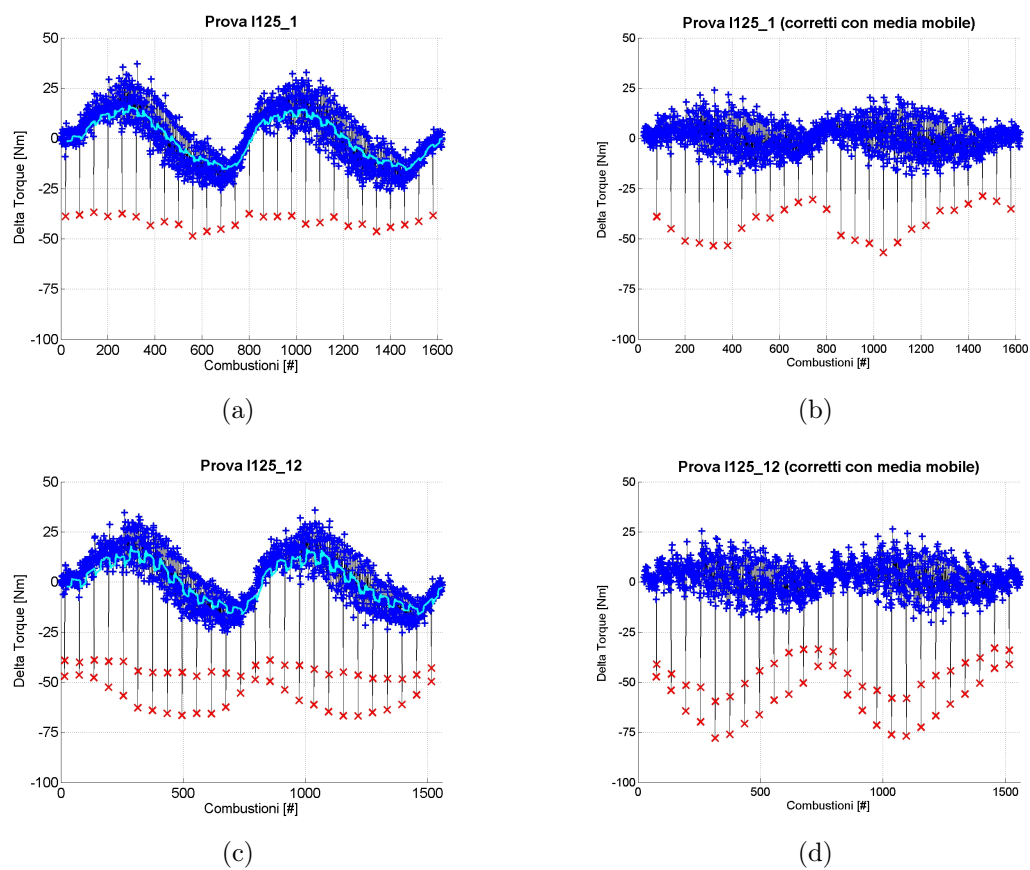 Prova I125_1
50
25
0
-25
-50
-75
-100
Delta Torque [Nm]
0 200 400 600 800 1000 1200 1400 1600
Combustioni [#]
(a)
Prova I125_1 (corretti con media mobile)
50
25
0
-25
-50
-75
-100
Delta Torque [Nm]
0 200 400 600 800 1000 1200 1400 1600
Combustioni [#]
(b)
Prova I125_12
50
25
0
-25
-50
-75
-100
Delta Torque [Nm]
0 500 1000 1500
Combustioni [#]
(c)
Prova I125_12 (corretti con media mobile)
50
25
0
-25
-50
-75
-100
Delta Torque [Nm]
0 500 1000 1500
Combustioni [#]
(d)